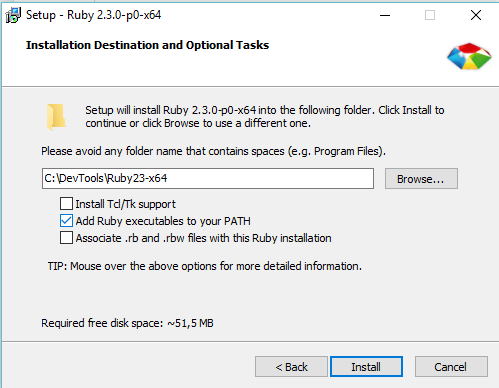 Setup - Ruby 2.3.0-p0-x64
Installation Destination and Optional Tasks
Setup will install Ruby 2.3.0-p0-x64 into the following folder. Click Install to
continue or click Browse to use a different one.
Please avoid any folder name that contains spaces (e.g. Program Files).
C:\DevTools\Ruby23-x64
Browse...
Install Tcl/Tk support
Add Ruby executables to your PATH
Associate .rb and .rbw files with this Ruby installation
TIP: Mouse over the above options for more detailed information.
Required free disk space: ~51,5 MB
< Back Install Cancel